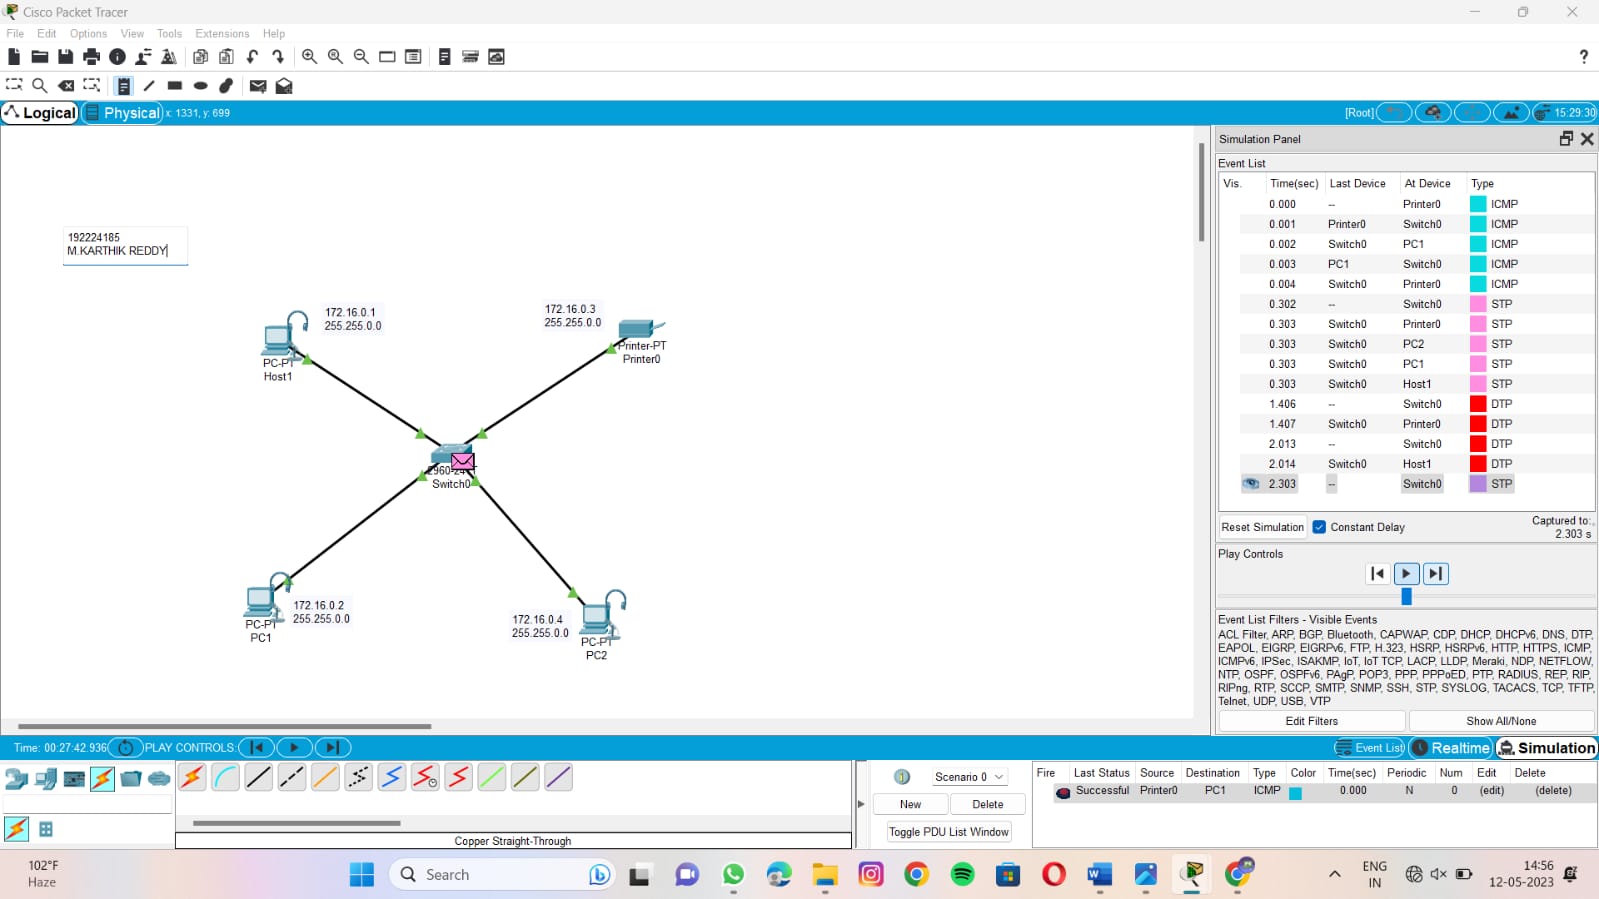 Cisco Packet Tracer
File Edit Options View Tools Extensions Help
?
Logical Physical x: 1331, y: 699
[Root] 15:29:30
192224185
M.KARTHIK REDDY
172.16.0.1
255.255.0.0
PC-PT
Host1
172.16.0.3
255.255.0.0
Printer-PT
Printer0
2960-24
Switch0
172.16.0.2
255.255.0.0
PC-PT
PC1
172.16.0.4
255.255.0.0
PC-PT
PC2
Simulation Panel
Event List
Vis. Time(sec) Last Device At Device Type
0.000 -- Printer0 ICMP
0.001 Printer0 Switch0 ICMP
0.002 Switch0 PC1 ICMP
0.003 PC1 Switch0 ICMP
0.004 Switch0 Printer0 ICMP
0.302 -- Switch0 STP
0.303 Switch0 Printer0 STP
0.303 Switch0 PC2 STP
0.303 Switch0 PC1 STP
0.303 Switch0 Host1 STP
1.406 -- Switch0 DTP
1.407 Switch0 Printer0 DTP
2.013 -- Switch0 DTP
2.014 Switch0 Host1 DTP
2.303 -- Switch0 STP
Reset Simulation Constant Delay Captured to:
2.303 s
Play Controls
Event List Filters - Visible Events
ACL Filter, ARP, BGP, Bluetooth, CAPWAP, CDP, DHCP, DHCPv6, DNS, DTP,
EAPOL, EIGRP, EIGRPv6, FTP, H.323, HSRP, HSRPv6, HTTP, HTTPS, ICMP,
ICMPv6, IPSec, ISAKMP, IoT, IoT TCP, LACP, LLDP, Meraki, NDP, NETFLOW,
NTP, OSPF, OSPFv6, PAgP, POP3, PPP, PPPoED, PTP, RADIUS, REP, RIP,
RIPng, RTP, SCCP, SMTP, SNMP, SSH, STP, SYSLOG, TACACS, TCP, TFTP,
Telnet, UDP, USB, VTP
Edit Filters Show All/None
Time: 00:27:42.936 PLAY CONTROLS:
Event List Realtime Simulation
Copper Straight-Through
Scenario 0
New Delete
Toggle PDU List Window
Fire Last Status Source Destination Type Color Time(sec) Periodic Num Edit Delete
Successful Printer0 PC1 ICMP 0.000 N 0 (edit) (delete)
102°F
Haze
Search
ENG
IN
14:56
12-05-2023